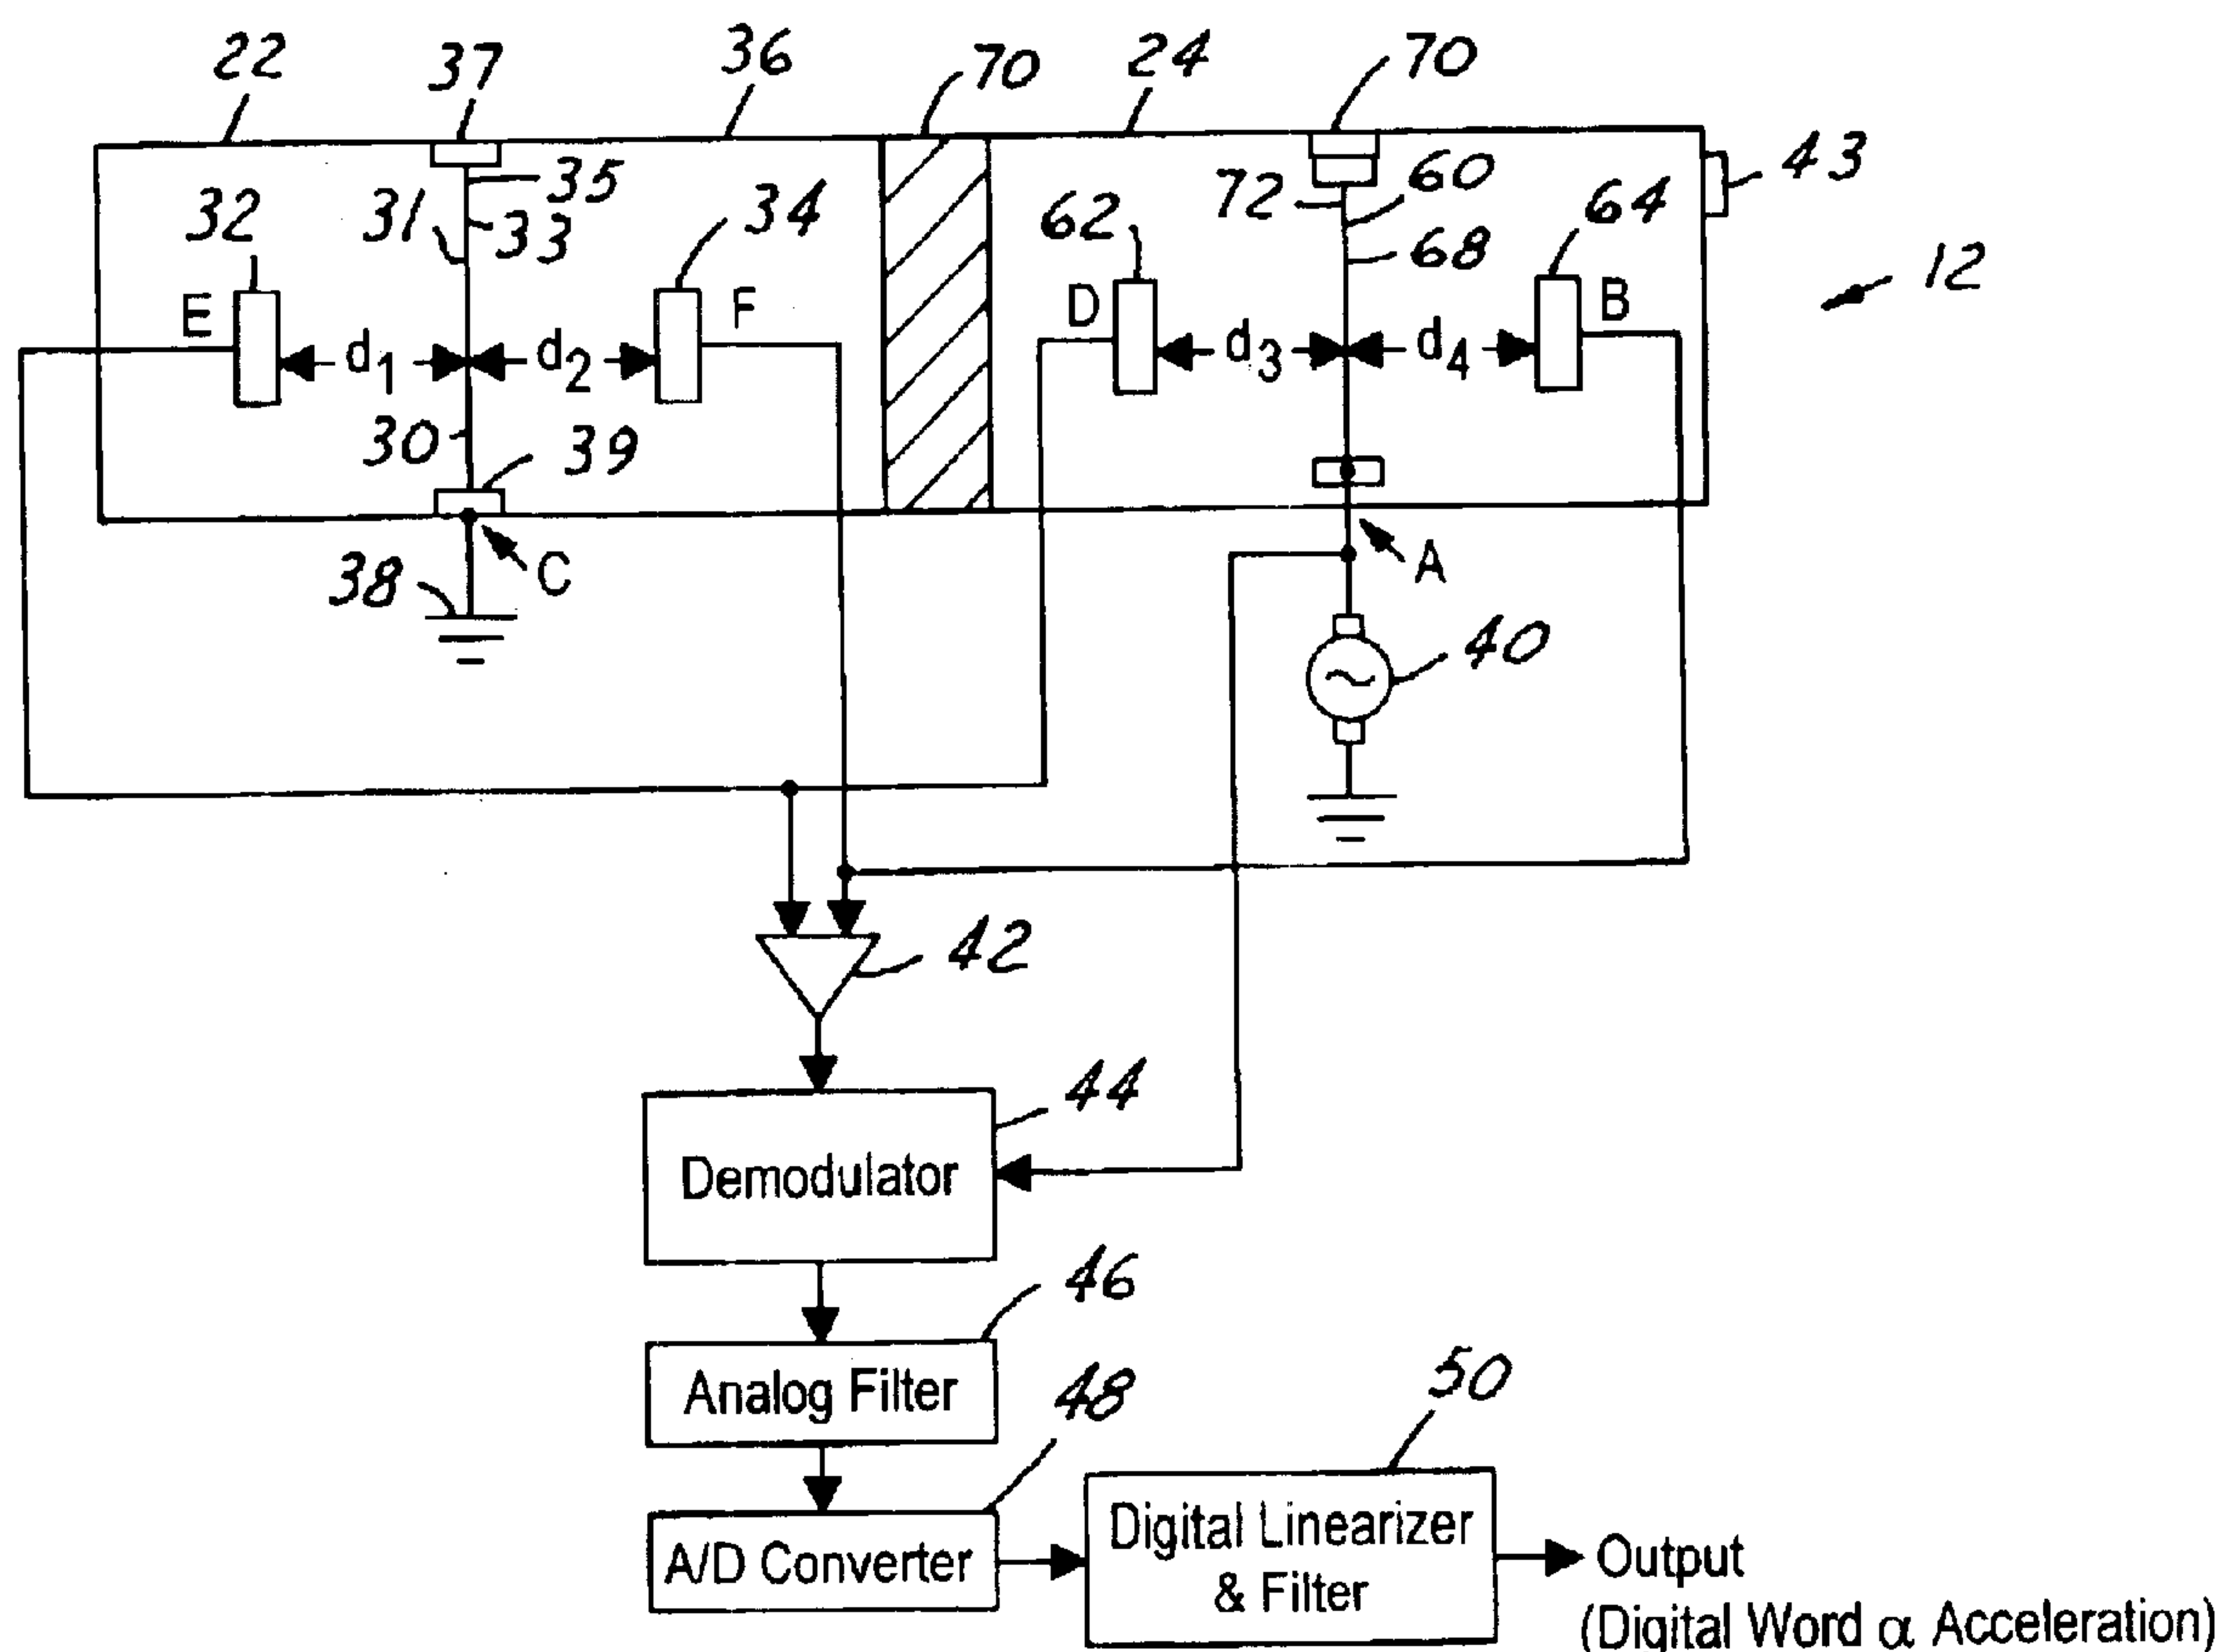 22 37 36 70 24 70
43
32 31 35 33 34 62 72 60 64
68
12
E F D B
d1 d2 d3 d4
30 39
38 C A
40
42
44
Demodulator
46
Analog Filter
48
50
A/D Converter
Digital Linearizer
& Filter
Output
(Digital Word α Acceleration)